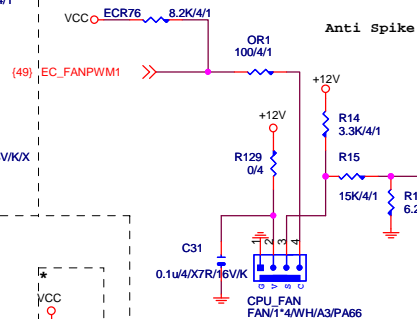 VCC
ECR76
8.2K/4/1
Anti Spike
OR1
100/4/1
{49} EC_FANPWM1
+12V
+12V
R14
3.3K/4/1
R129
0/4
R15
15K/4/1
V/K/X
C31
0.1u/4/X7R/16V/K
1
2
3
4
G
V
S
C
CPU_FAN
FAN/1*4/WH/A3/PA66
*
VCC